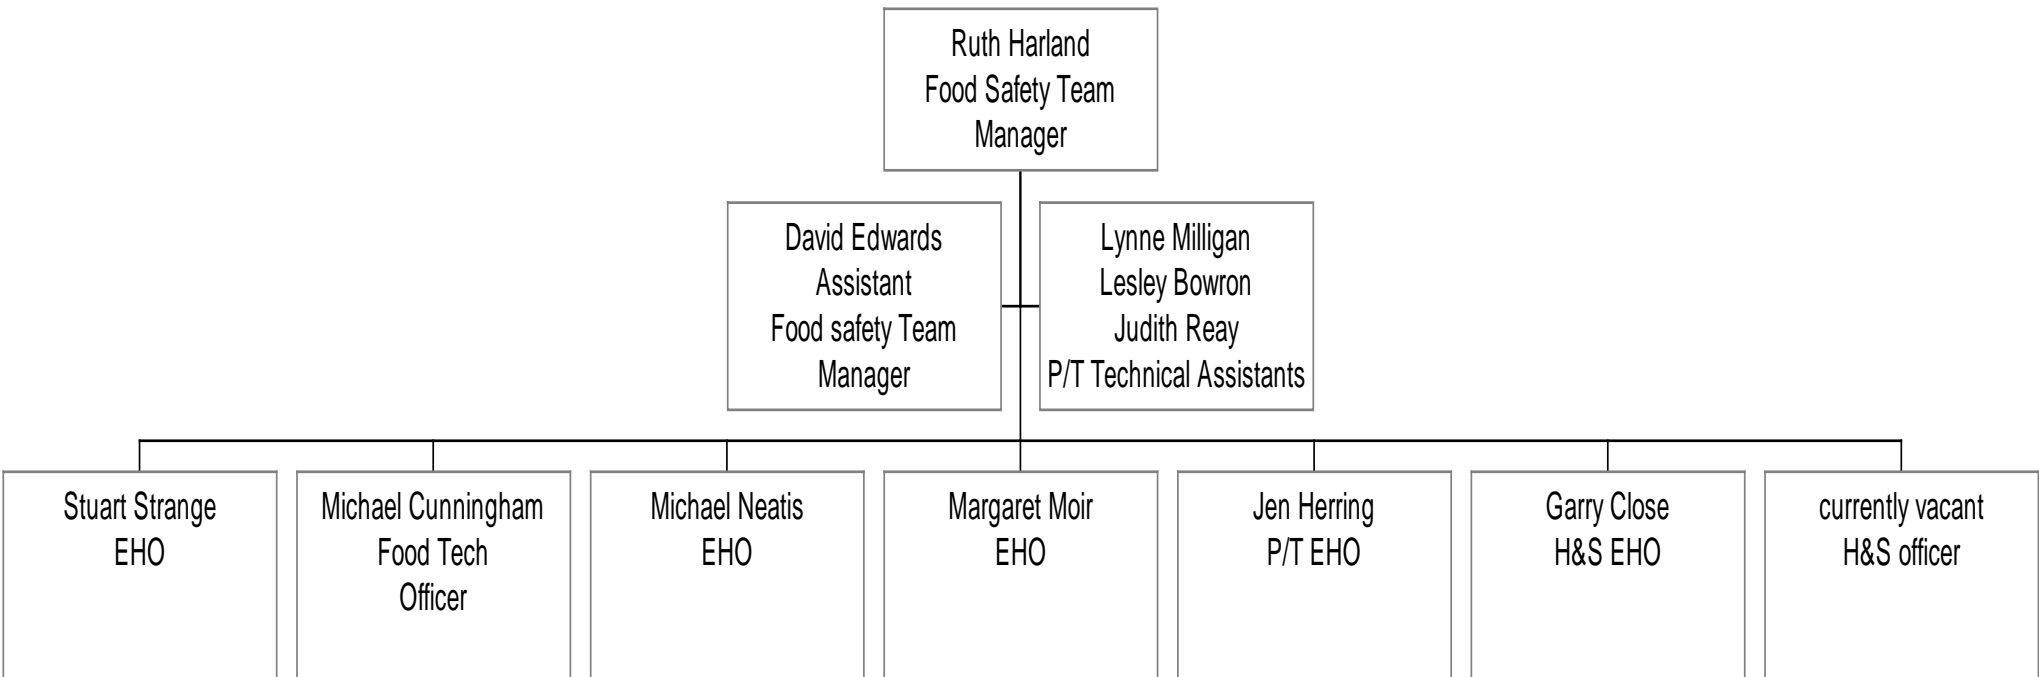 Ruth Harland
Food Safety Team
Manager
David Edwards
Assistant
Food safety Team
Manager
Lynne Milligan
Lesley Bowron
Judith Reay
P/T Technical Assistants
Stuart Strange
EHO
Michael Cunningham
Food Tech
Officer
Michael Neatis
EHO
Margaret Moir
EHO
Jen Herring
P/T EHO
Garry Close
H&S EHO
currently vacant
H&S officer